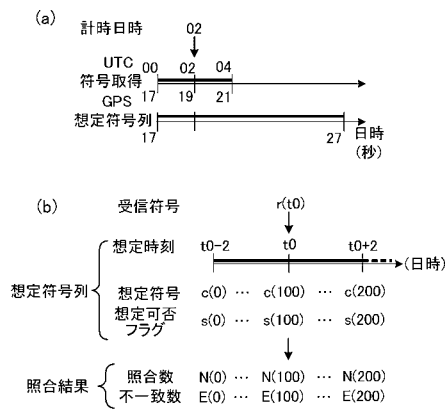 (a)
計時日時 02
UTC 00 02 04
符号取得
17 19 21
GPS
想定符号列
17 27 日時
(秒)
(b)
受信符号 r(t0)
想定時刻 t0-2 t0 t0+2
(日時)
想定符号列
想定符号 c(0) … c(100) … c(200)
想定可否 s(0) … s(100) … s(200)
フラグ
照合結果
照合数 N(0) … N(100) … N(200)
不一致数 E(0) … E(100) … E(200)